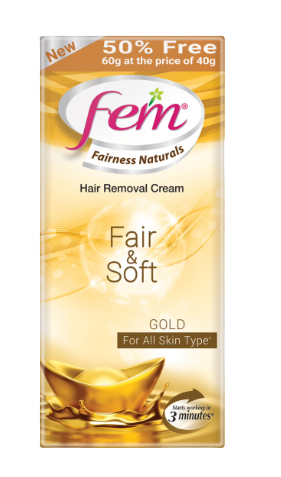 New
50% Free
60g at the price of 40g
fem®
Fairness Naturals
Hair Removal Cream
Fair
&
Soft
GOLD
For All Skin Type*
Starts working in
3 minutes*